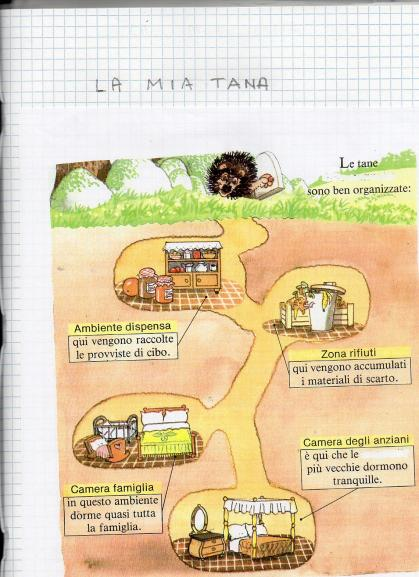 LA MIA TANA
Le tane
sono ben organizzate:
Ambiente dispensa
qui vengono raccolte
le provviste di cibo.
Zona rifiuti
qui vengono accumulati
i materiali di scarto.
Camera famiglia
in questo ambiente
dorme quasi tutta
la famiglia.
Camera degli anziani
è qui che le
più vecchie dormono
tranquille.